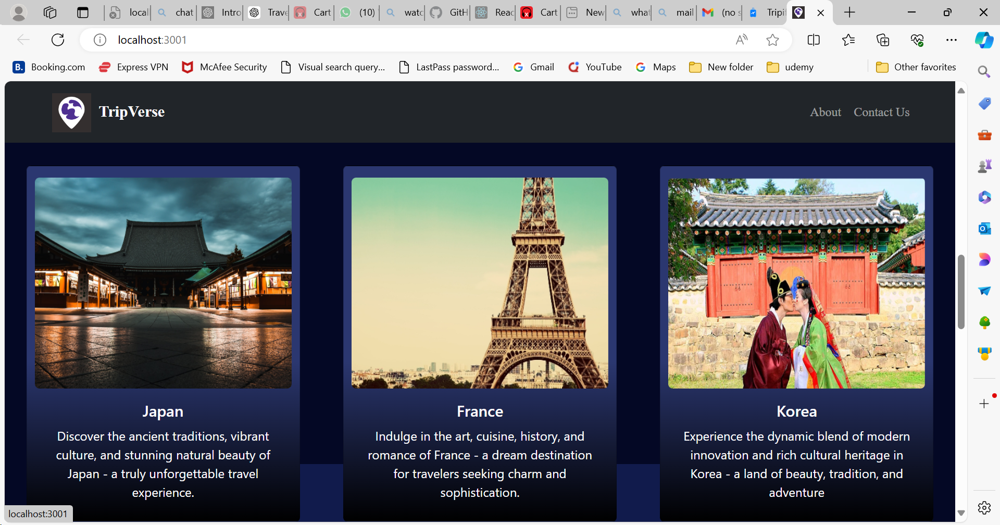 local
chat
Intro
Trave
Cart
(10)
watc
GitH
Reac
Cart
New
what
mail
(no s
Tripi
localhost:3001
B. Booking.com
Express VPN
McAfee Security
Visual search query...
LastPass password...
Gmail
YouTube
Maps
New folder
udemy
Other favorites
TripVerse
About
Contact Us
Japan
Discover the ancient traditions, vibrant
culture, and stunning natural beauty of
Japan - a truly unforgettable travel
experience.
France
Indulge in the art, cuisine, history, and
romance of France - a dream destination
for travelers seeking charm and
sophistication.
Korea
Experience the dynamic blend of modern
innovation and rich cultural heritage in
Korea - a land of beauty, tradition, and
adventure
localhost:3001